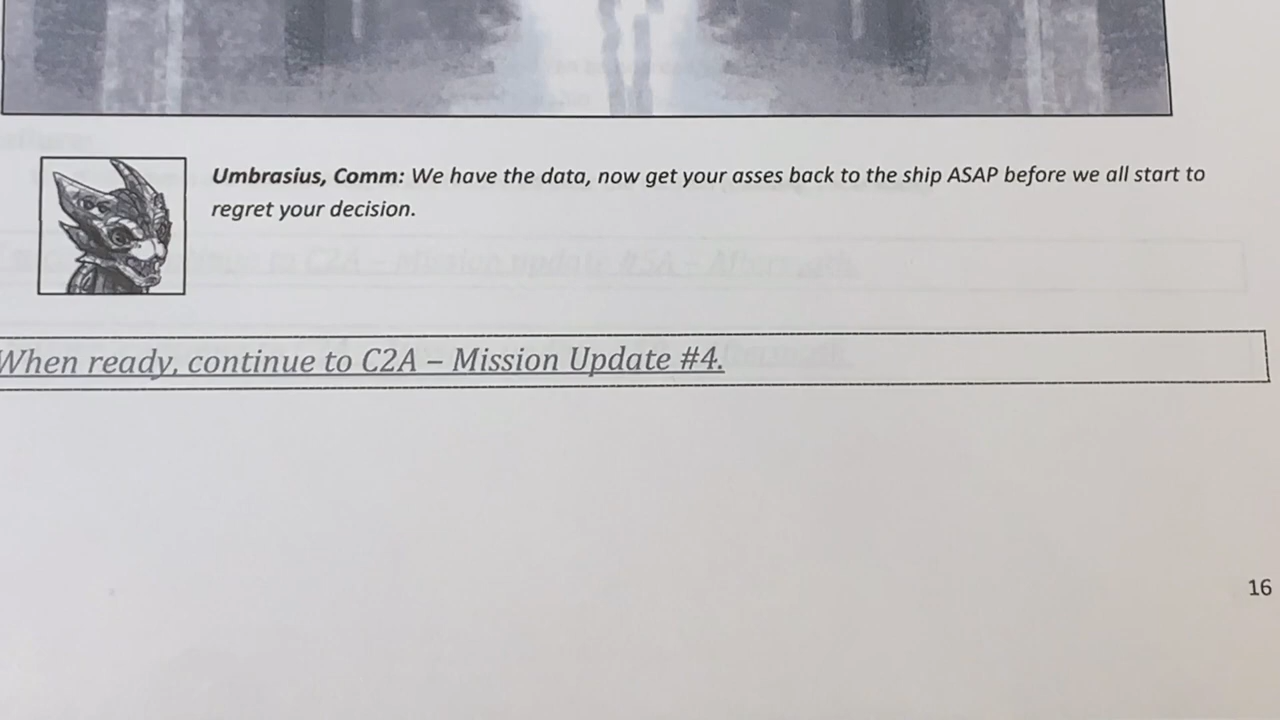 Umbrasius, Comm: We have the data, now get your asses back to the ship ASAP before we all start to
regret your decision.
When ready, continue to C2A – Mission Update #4.
16